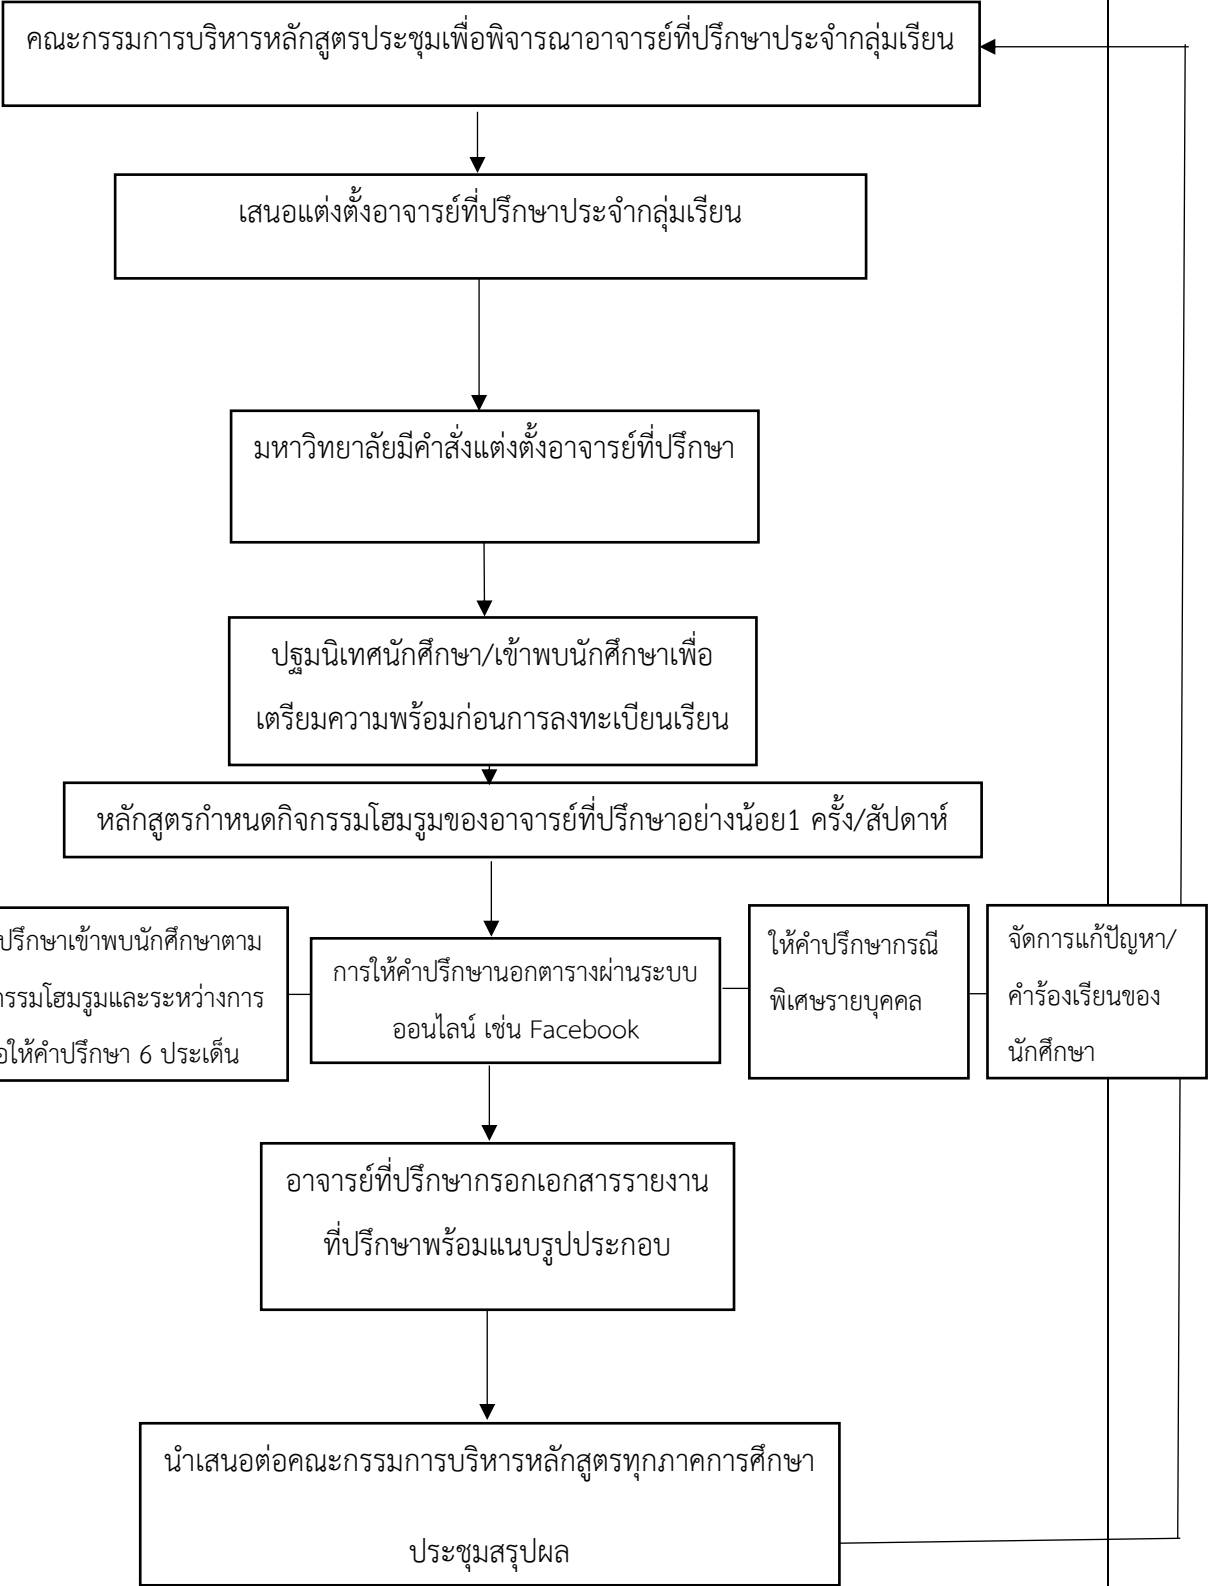 คณะกรรมการบริหารหลักสูตรประชุมเพื่อพิจารณาอาจารย์ที่ปรึกษาประจำกลุ่มเรียน
เสนอแต่งตั้งอาจารย์ที่ปรึกษาประจำกลุ่มเรียน
มหาวิทยาลัยมีคำสั่งแต่งตั้งอาจารย์ที่ปรึกษา
ปฐมนิเทศนักศึกษา/เข้าพบนักศึกษาเพื่อ
เตรียมความพร้อมก่อนการลงทะเบียนเรียน
หลักสูตรกำหนดกิจกรรมโฮมรูมของอาจารย์ที่ปรึกษาอย่างน้อย1 ครั้ง/สัปดาห์
ปรึกษาเข้าพบนักศึกษาตาม
กรรมโฮมรูมและระหว่างการ
ให้คำปรึกษา 6 ประเด็น
การให้คำปรึกษานอกตารางผ่านระบบ
ออนไลน์ เช่น Facebook
ให้คำปรึกษากรณี
พิเศษรายบุคคล
จัดการแก้ปัญหา/
คำร้องเรียนของ
นักศึกษา
อาจารย์ที่ปรึกษากรอกเอกสารรายงาน
ที่ปรึกษาพร้อมแนบรูปประกอบ
นำเสนอต่อคณะกรรมการบริหารหลักสูตรทุกภาคการศึกษา
ประชุมสรุปผล